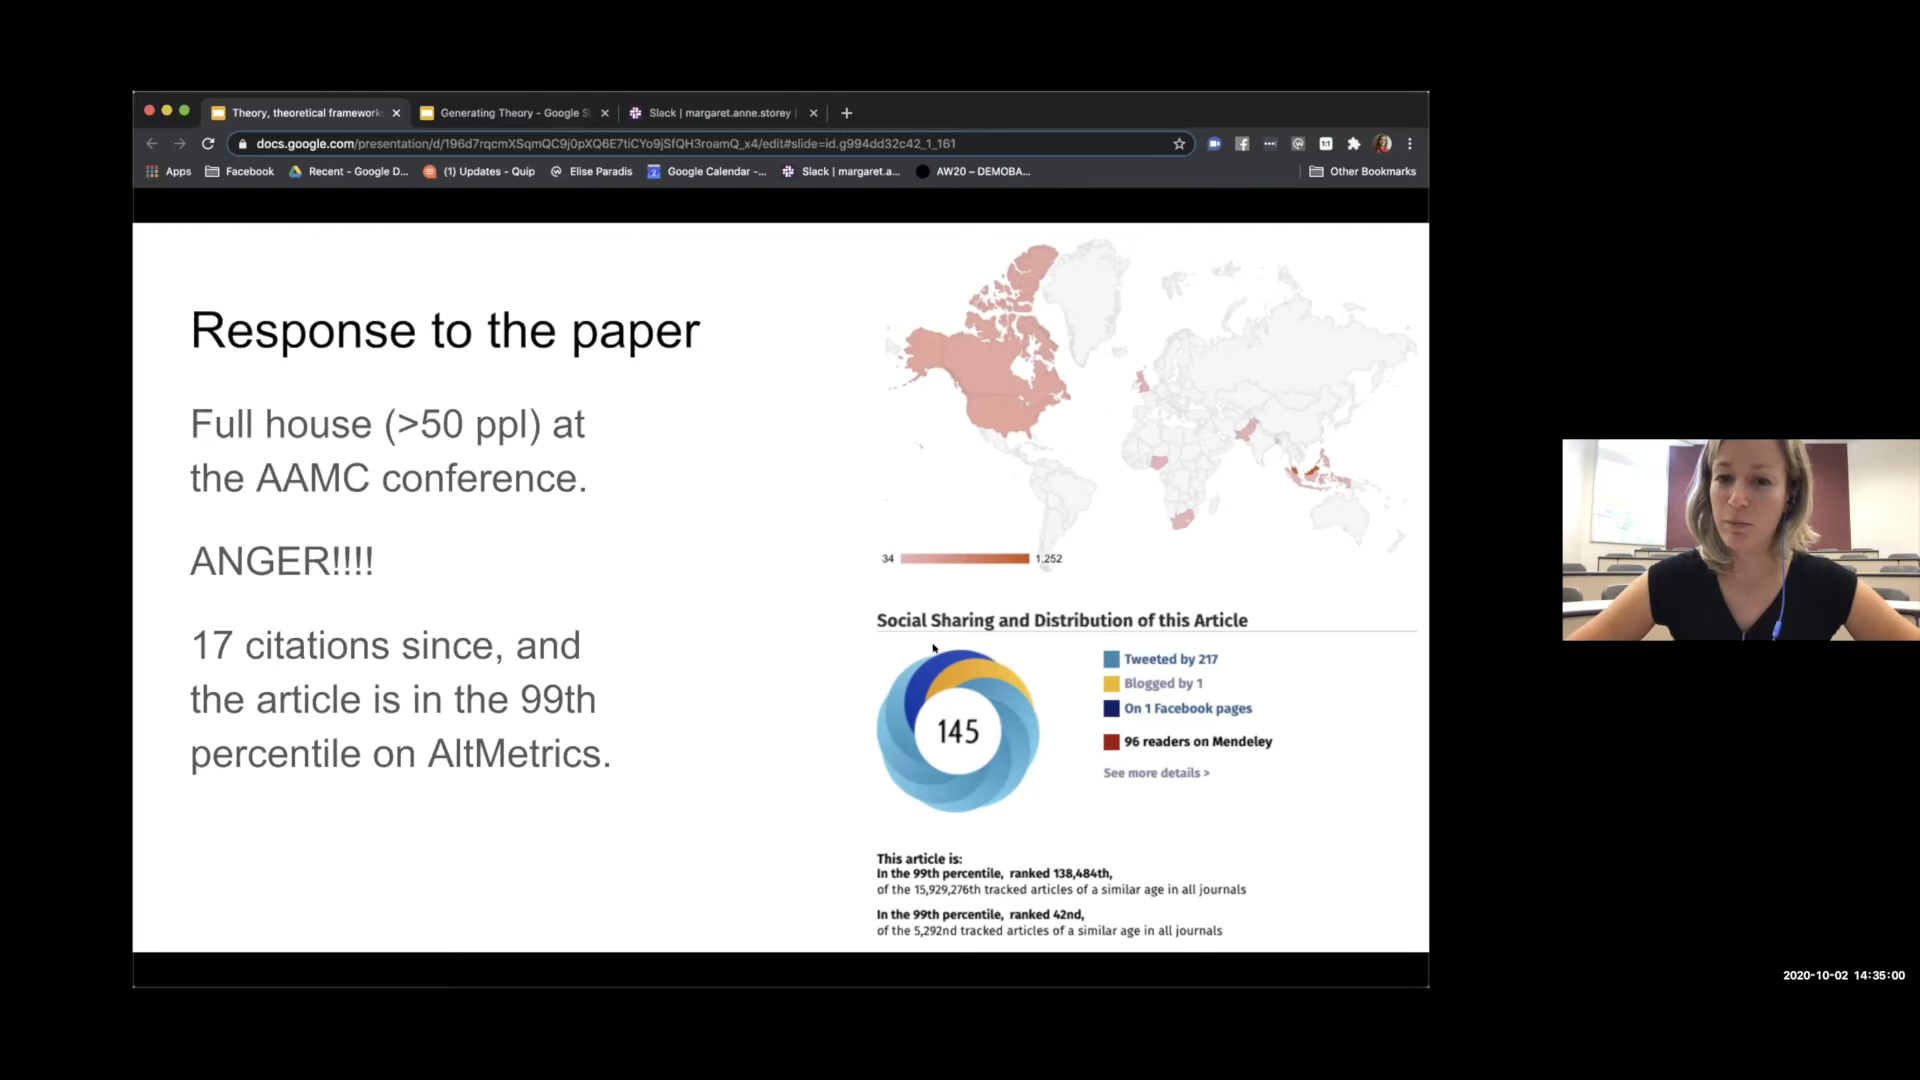 Theory, theoretical framework
Generating Theory - Google S
Slack | margaret.anne.storey |
docs.google.com/presentation/d/196d7rqcmXSqmQC9j0pXQ6E7tiCYo9jSfQH3roamQ_x4/edit#slide=id.g994dd32c42_1_161
Apps
Facebook
Recent - Google D...
(1) Updates - Quip
Elise Paradis
Google Calendar -...
Slack | margaret.a...
AW20 – DEMOBA...
Other Bookmarks
Response to the paper
Full house (>50 ppl) at
the AAMC conference.
ANGER!!!!
17 citations since, and
the article is in the 99th
percentile on AltMetrics.
34
1,252
Social Sharing and Distribution of this Article
145
Tweeted by 217
Blogged by 1
On 1 Facebook pages
96 readers on Mendeley
See more details >
This article is:
In the 99th percentile, ranked 138,484th,
of the 15,929,276th tracked articles of a similar age in all journals
In the 99th percentile, ranked 42nd,
of the 5,292nd tracked articles of a similar age in all journals
2020-10-02 14:35:00